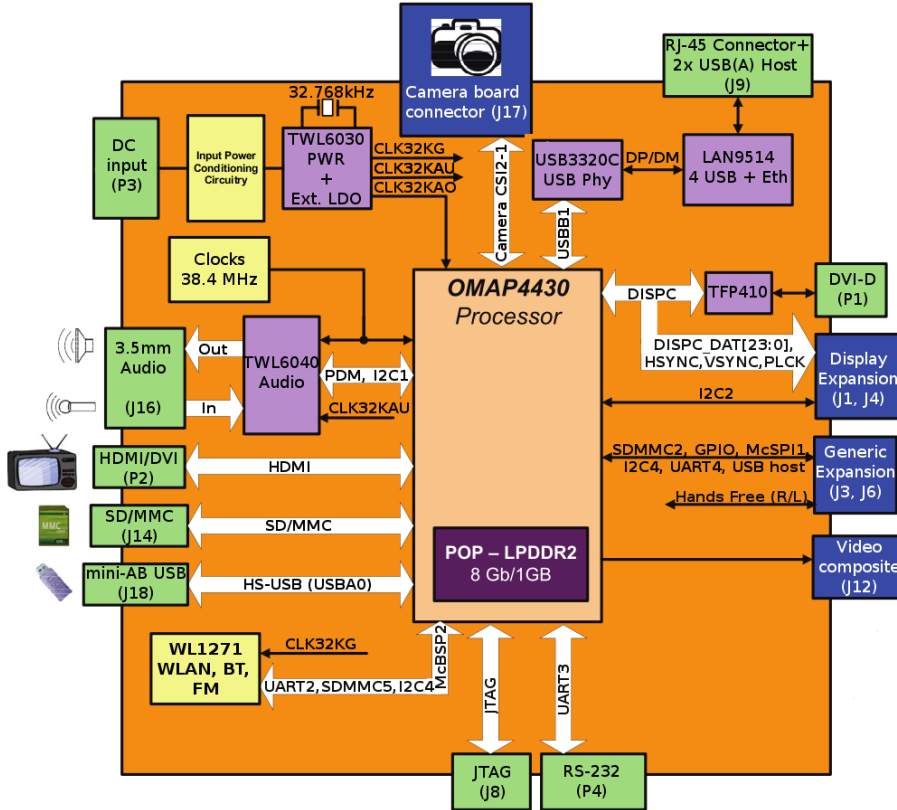 RJ-45 Connector+
2x USB(A) Host
(J9)
32.768kHz
Camera board
connector (J17)
DC
input
(P3)
Input Power
Conditioning
Circuitry
TWL6030
PWR
+
Ext. LDO
CLK32KG
CLK32KAU
CLK32KAO
Camera CSI2-1
USB3320C
USB Phy
DP/DM
LAN9514
4 USB + Eth
USBB1
Clocks
38.4 MHz
OMAP4430
Processor
DISPC
TFP410
DVI-D
(P1)
3.5mm
Audio
(J16)
Out
In
TWL6040
Audio
PDM, I2C1
CLK32KAU
DISPC_DAT[23:0],
HSYNC,VSYNC,PLCK
Display
Expansion
(J1, J4)
I2C2
HDMI/DVI
(P2)
HDMI
SDMMC2, GPIO, McSPI1
I2C4, UART4, USB host
Generic
Expansion
(J3, J6)
Hands Free (R/L)
MMC
SD/MMC
(J14)
SD/MMC
POP – LPDDR2
8 Gb/1GB
Video
composite
(J12)
mini-AB USB
(J18)
HS-USB (USBA0)
WL1271
WLAN, BT,
FM
CLK32KG
UART2,SDMMC5,I2C4
McBSP2
JTAG
UART3
JTAG
(J8)
RS-232
(P4)